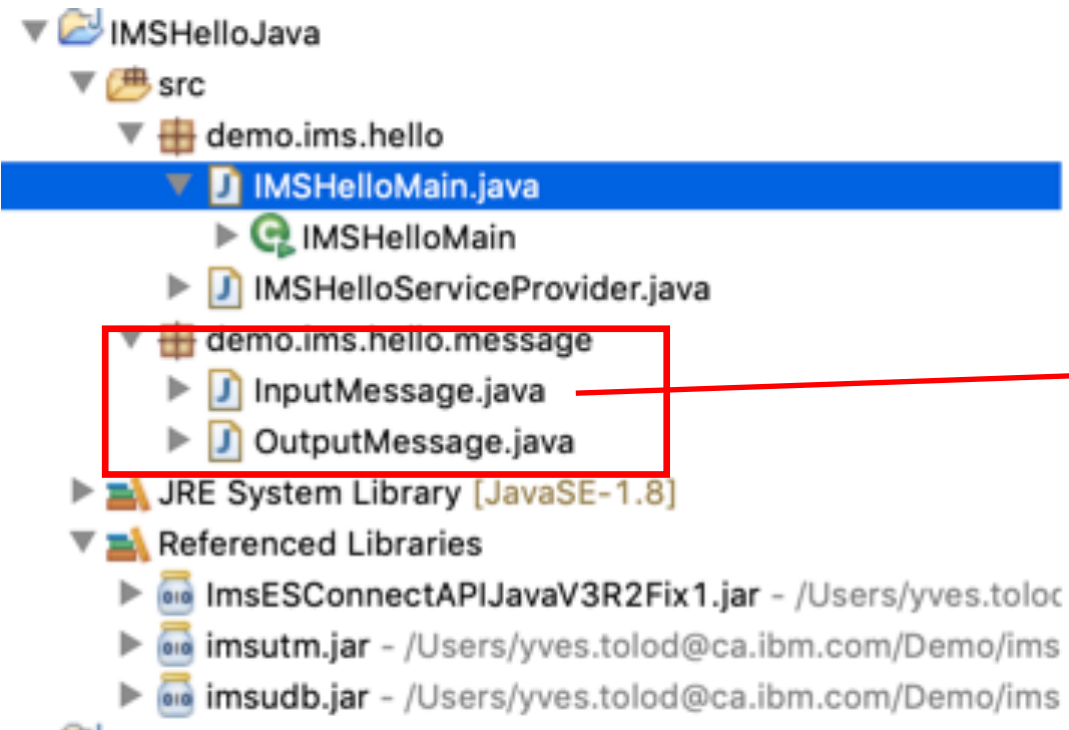 IMSHelloJava
src
demo.ims.hello
IMSHelloMain.java
IMSHelloMain
IMSHelloServiceProvider.java
demo.ims.hello.message
InputMessage.java
OutputMessage.java
JRE System Library [JavaSE-1.8]
Referenced Libraries
ImsESConnectAPIJavaV3R2Fix1.jar - /Users/yves.toloc
imsutm.jar - /Users/yves.tolod@ca.ibm.com/Demo/ims
imsudb.jar - /Users/yves.tolod@ca.ibm.com/Demo/ims